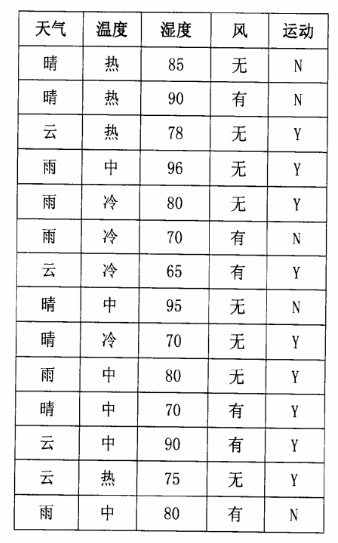 天气 温度 湿度 风 运动
晴 热 85 无 N
晴 热 90 有 N
云 热 78 无 Y
雨 中 96 无 Y
雨 冷 80 无 Y
雨 冷 70 有 N
云 冷 65 有 Y
晴 中 95 无 N
晴 冷 70 无 Y
雨 中 80 无 Y
晴 中 70 有 Y
云 中 90 有 Y
云 热 75 无 Y
雨 中 80 有 N